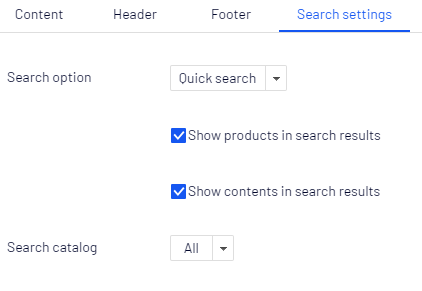 Content Header Footer Search settings
Search option Quick search
Show products in search results
Show contents in search results
Search catalog All